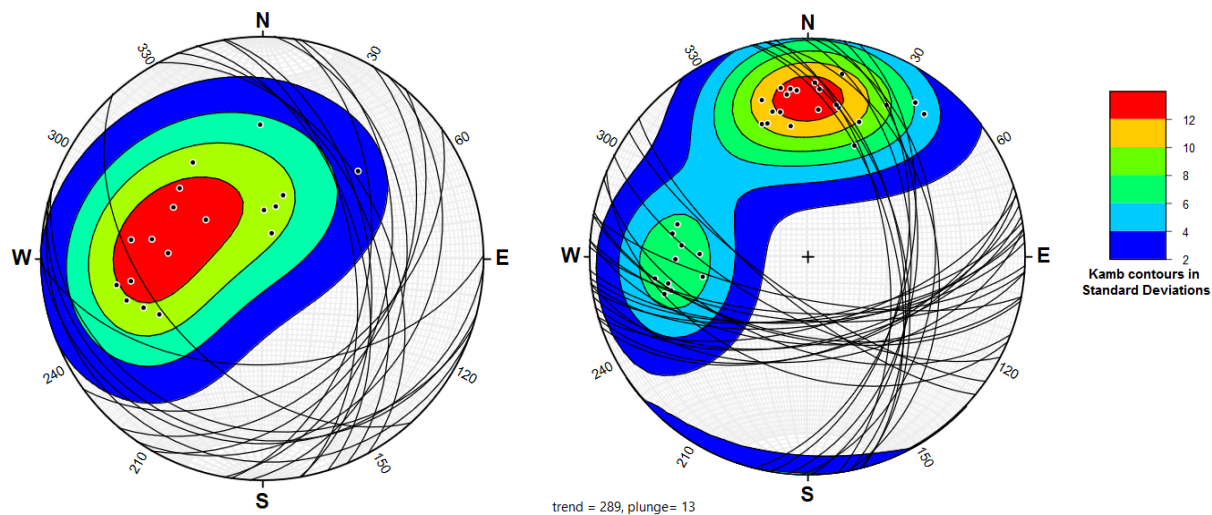 N
330
30
300
60
W
E
240
120
210
150
S
N
330
30
300
60
W
E
240
120
210
150
S
12
10
8
6
4
2
Kamb contours in
Standard Deviations
trend = 289, plunge= 13